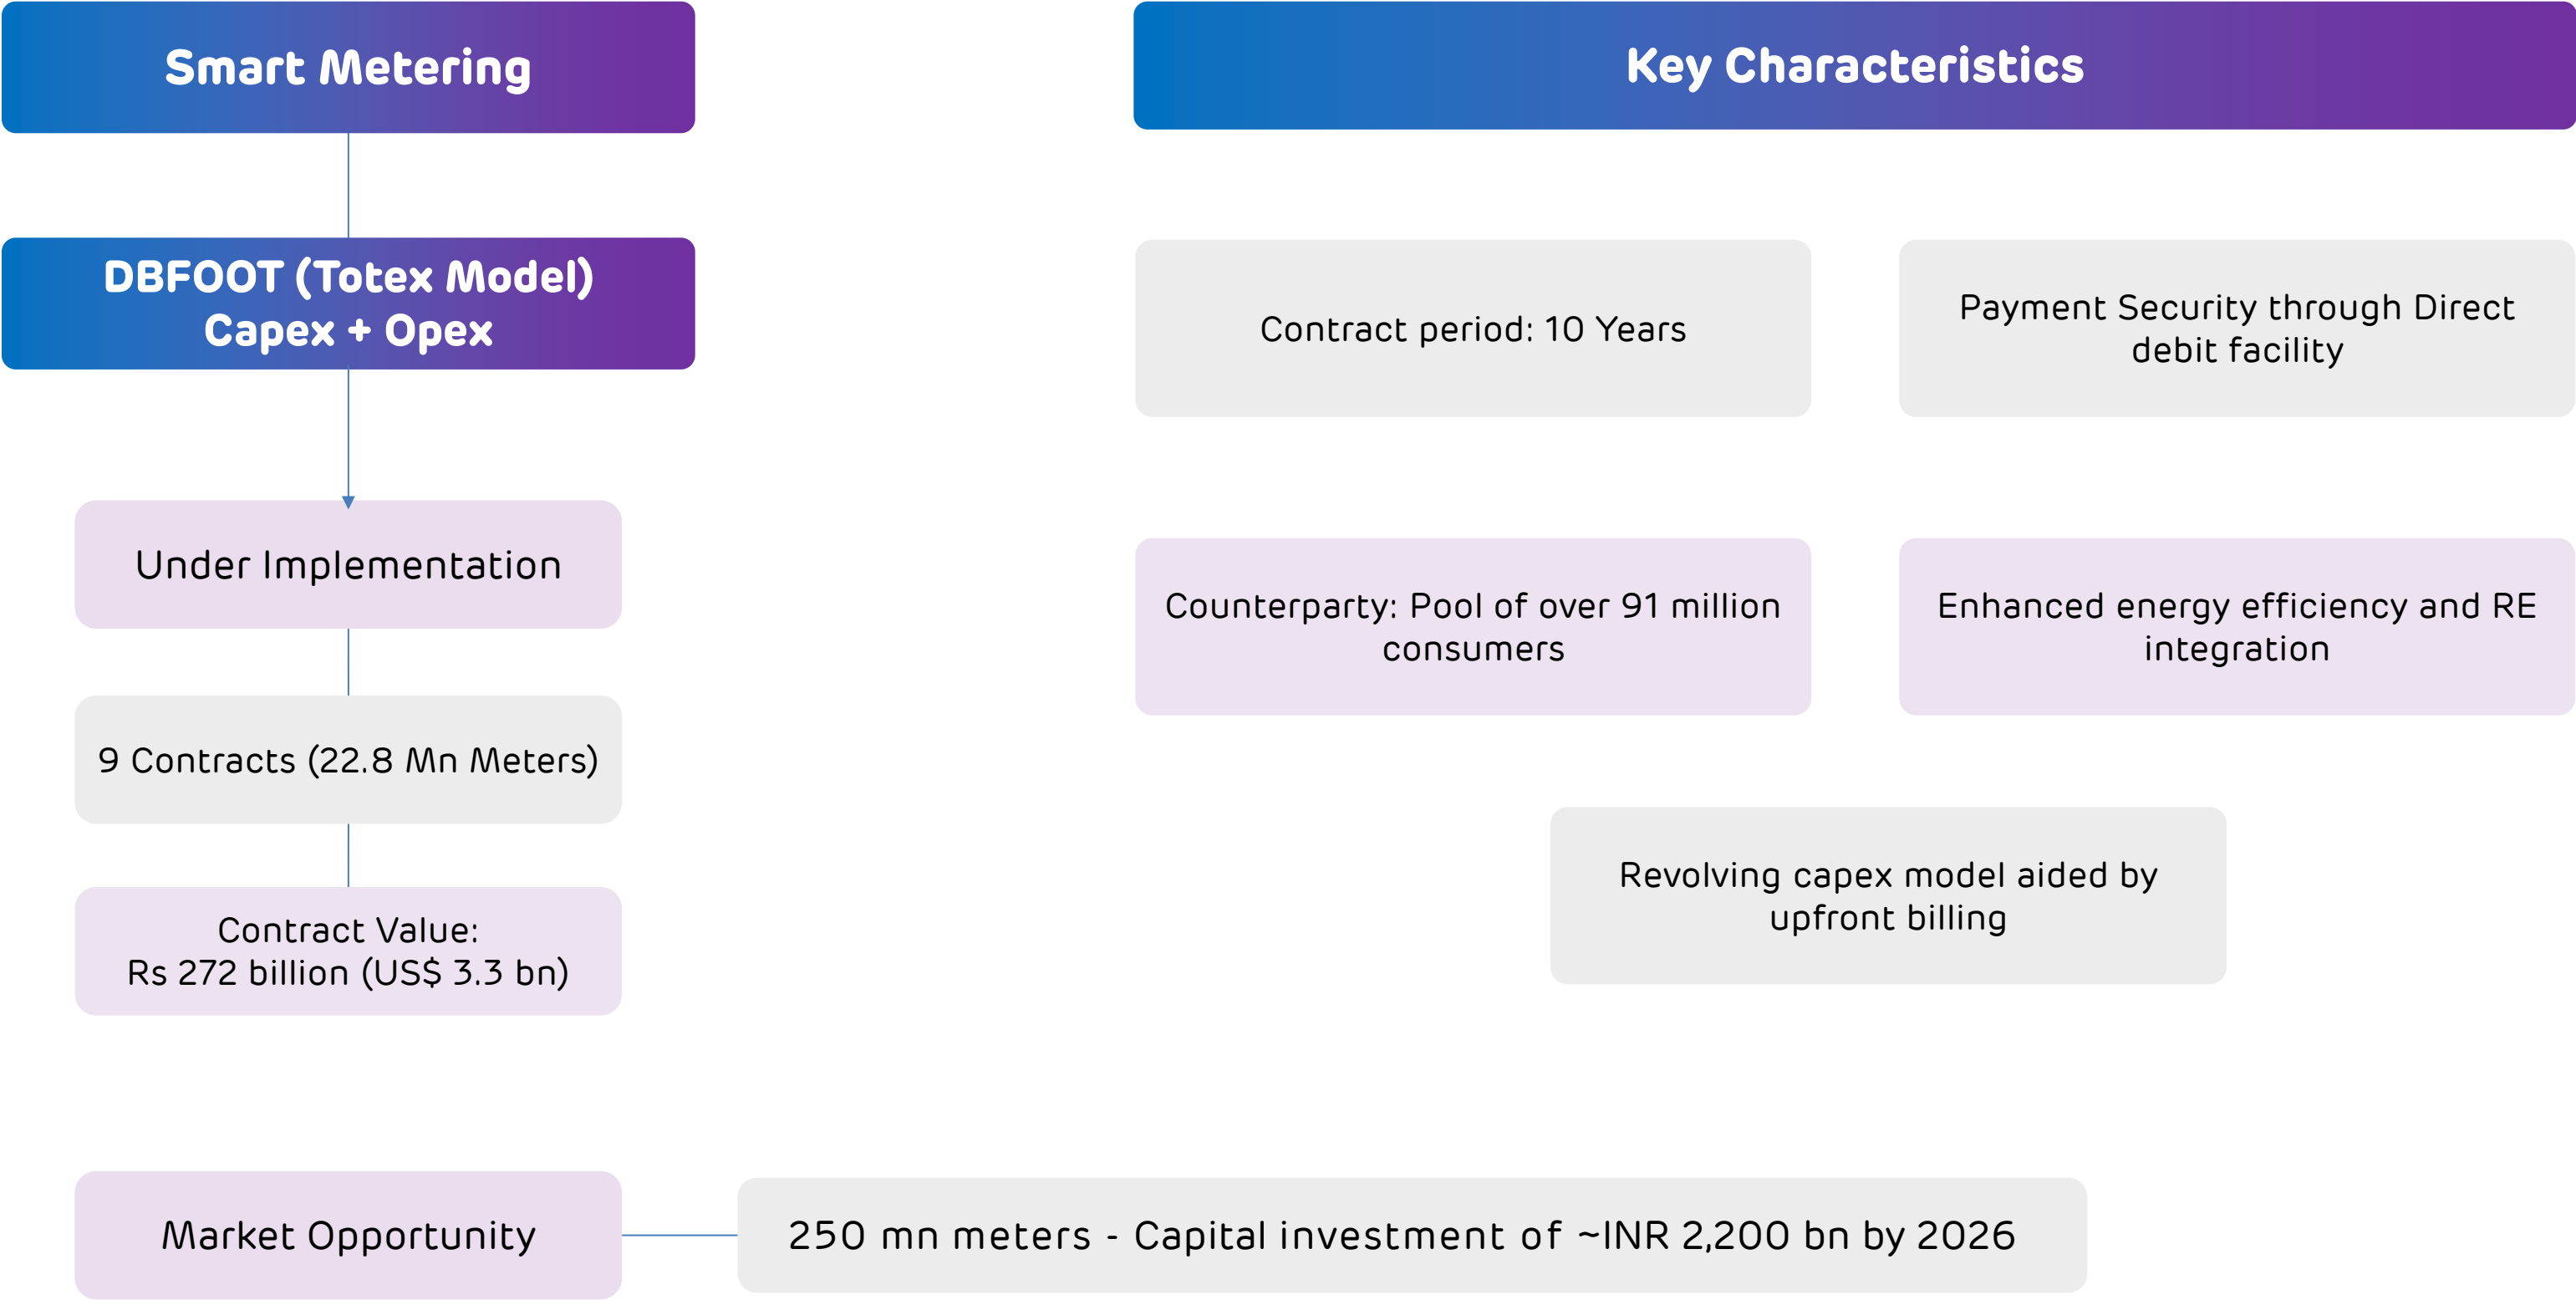 Smart Metering
DBFOOT (Totex Model)
Capex + Opex
Under Implementation
9 Contracts (22.8 Mn Meters)
Contract Value:
Rs 272 billion (US$ 3.3 bn)
Key Characteristics
Contract period: 10 Years
Payment Security through Direct
debit facility
Counterparty: Pool of over 91 million
consumers
Enhanced energy efficiency and RE
integration
Revolving capex model aided by
upfront billing
Market Opportunity
250 mn meters - Capital investment of ~INR 2,200 bn by 2026